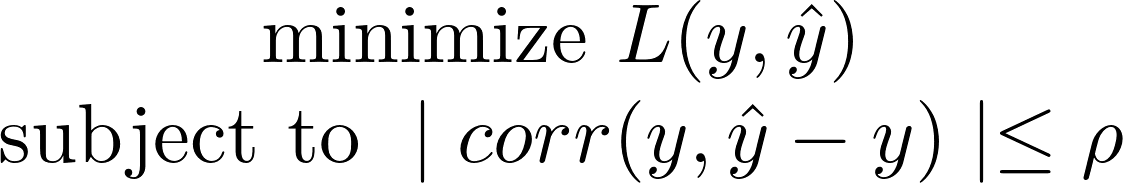 minimize L(y, ŷ)
subject to | corr(y, ŷ − y) |≤ ρ